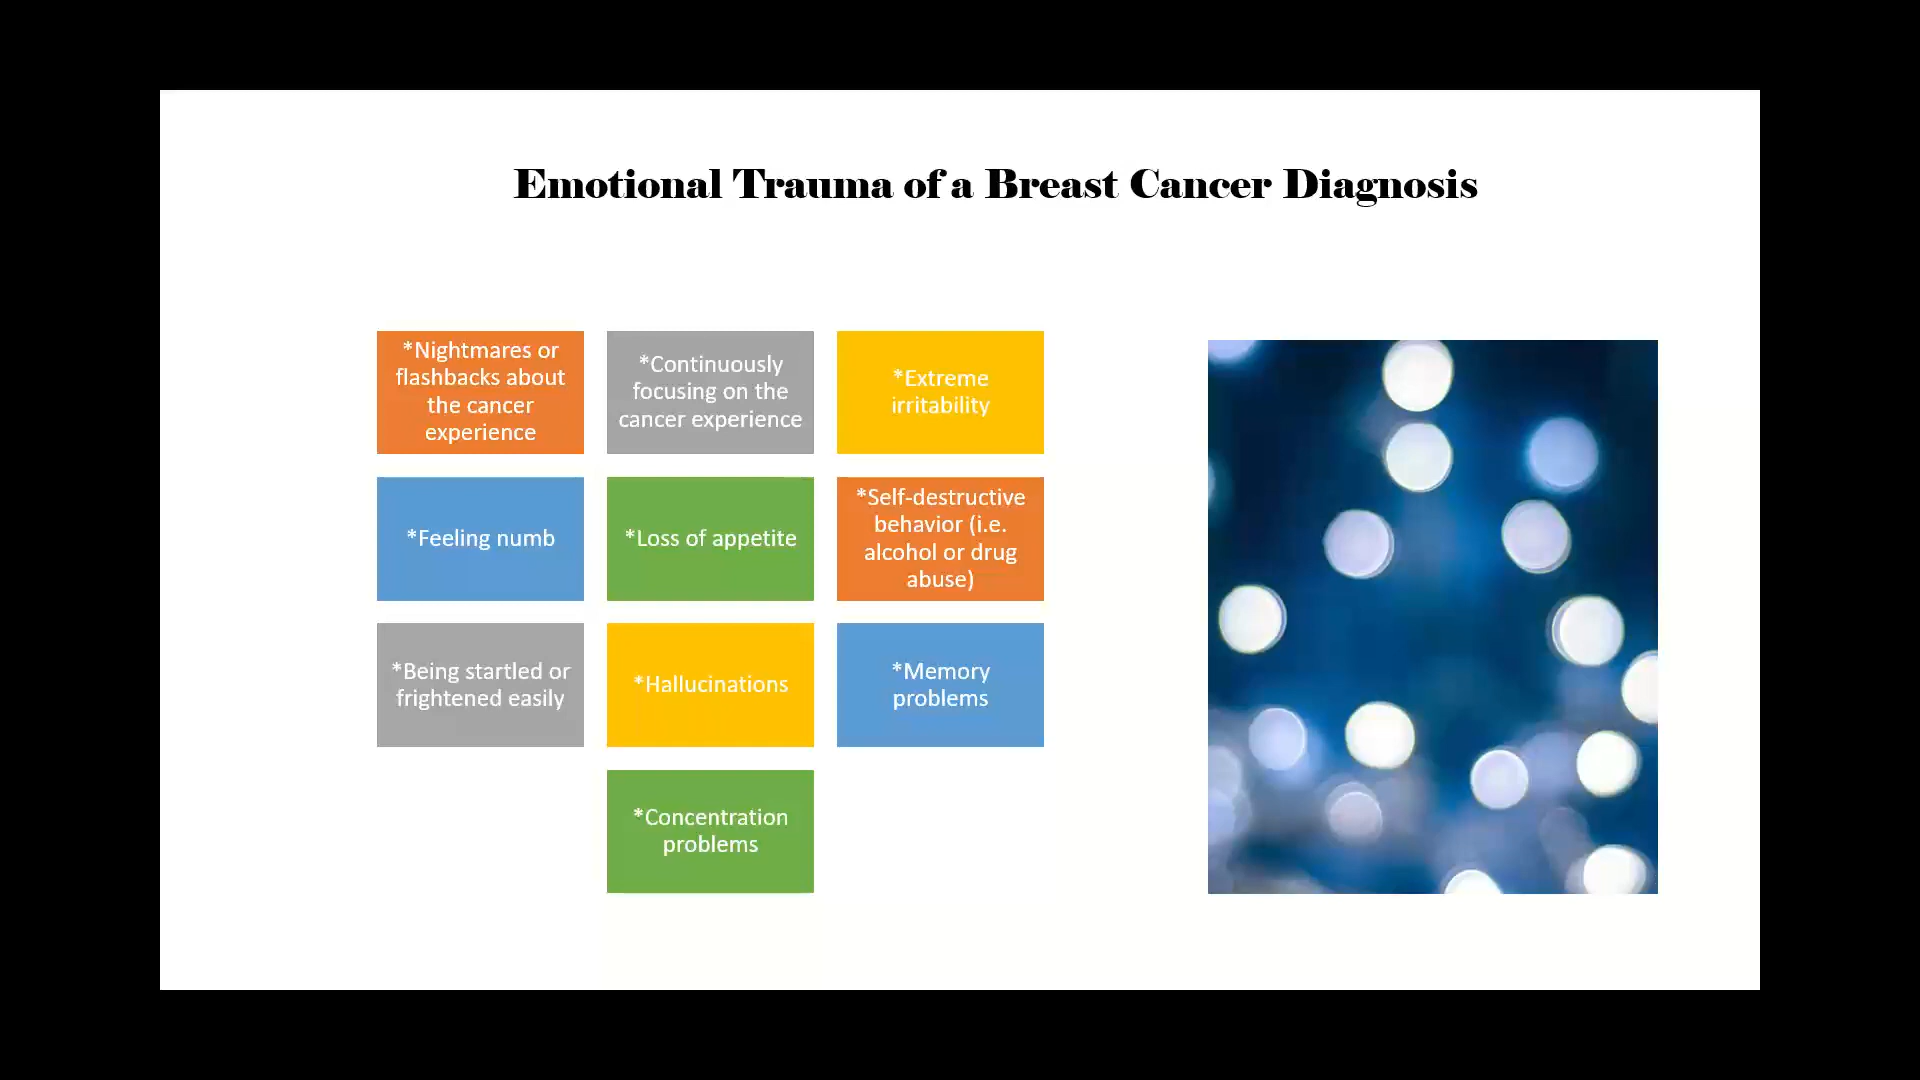 Emotional Trauma of a Breast Cancer Diagnosis
*Nightmares or
flashbacks about
the cancer
experience
*Continuously
focusing on the
cancer experience
*Extreme
irritability
*Feeling numb
*Loss of appetite
*Self-destructive
behavior (i.e.
alcohol or drug
abuse)
*Being startled or
frightened easily
*Hallucinations
*Memory
problems
*Concentration
problems